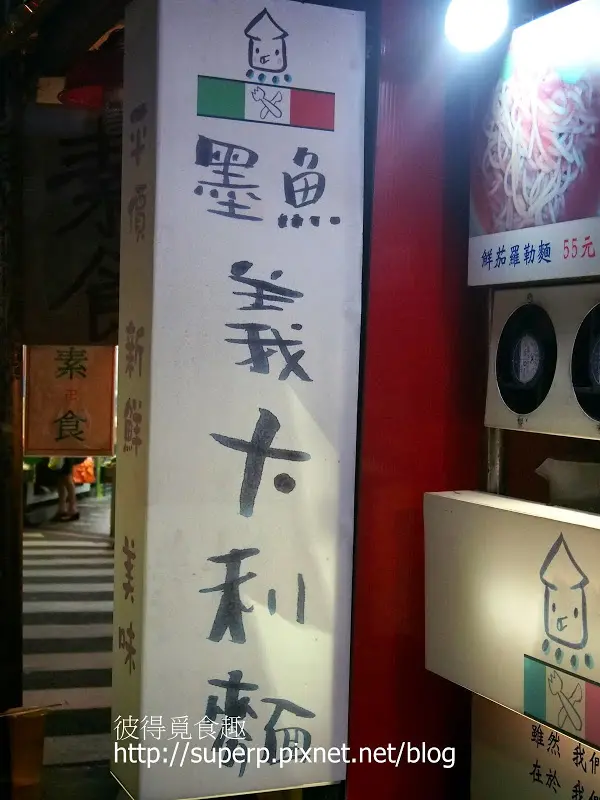 墨魚
義大利麵
平價 新鮮 美味
素食
素食
鮮茄羅勒麵 55元
雖然 我們
在於 我
彼得覓食趣
http://superp.pixnet.net/blog